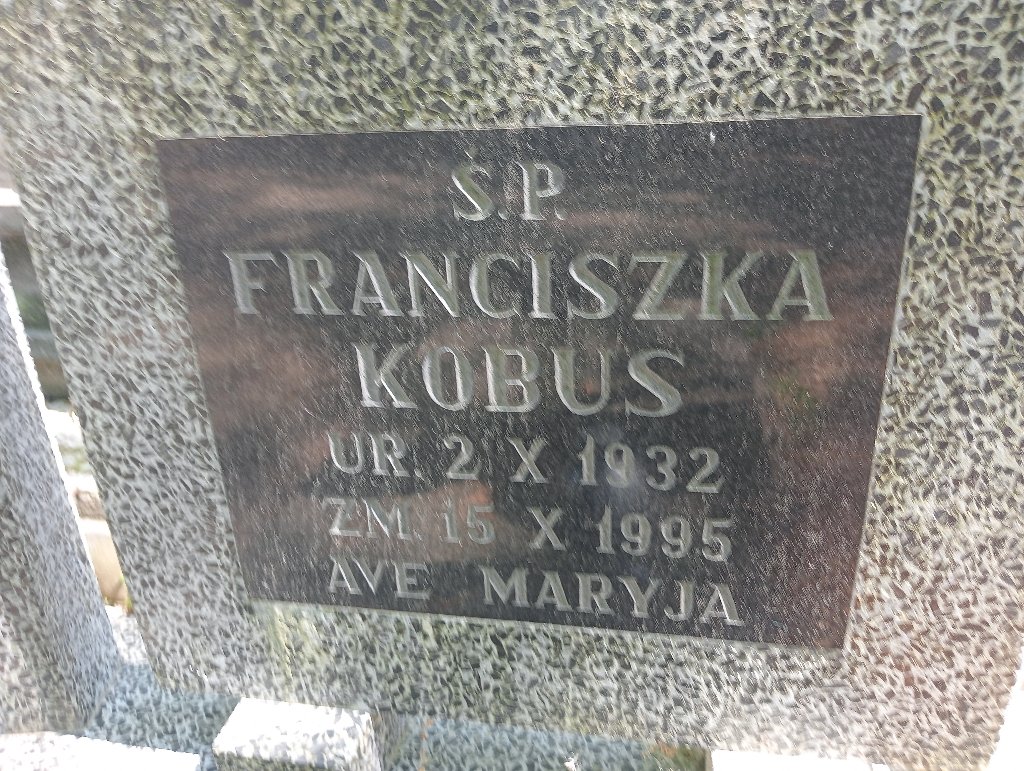 S.P.
FRANCISZKA
KOBUS
UR. 2 X 1932
ZM. 15 X 1995
AVE MARYJA